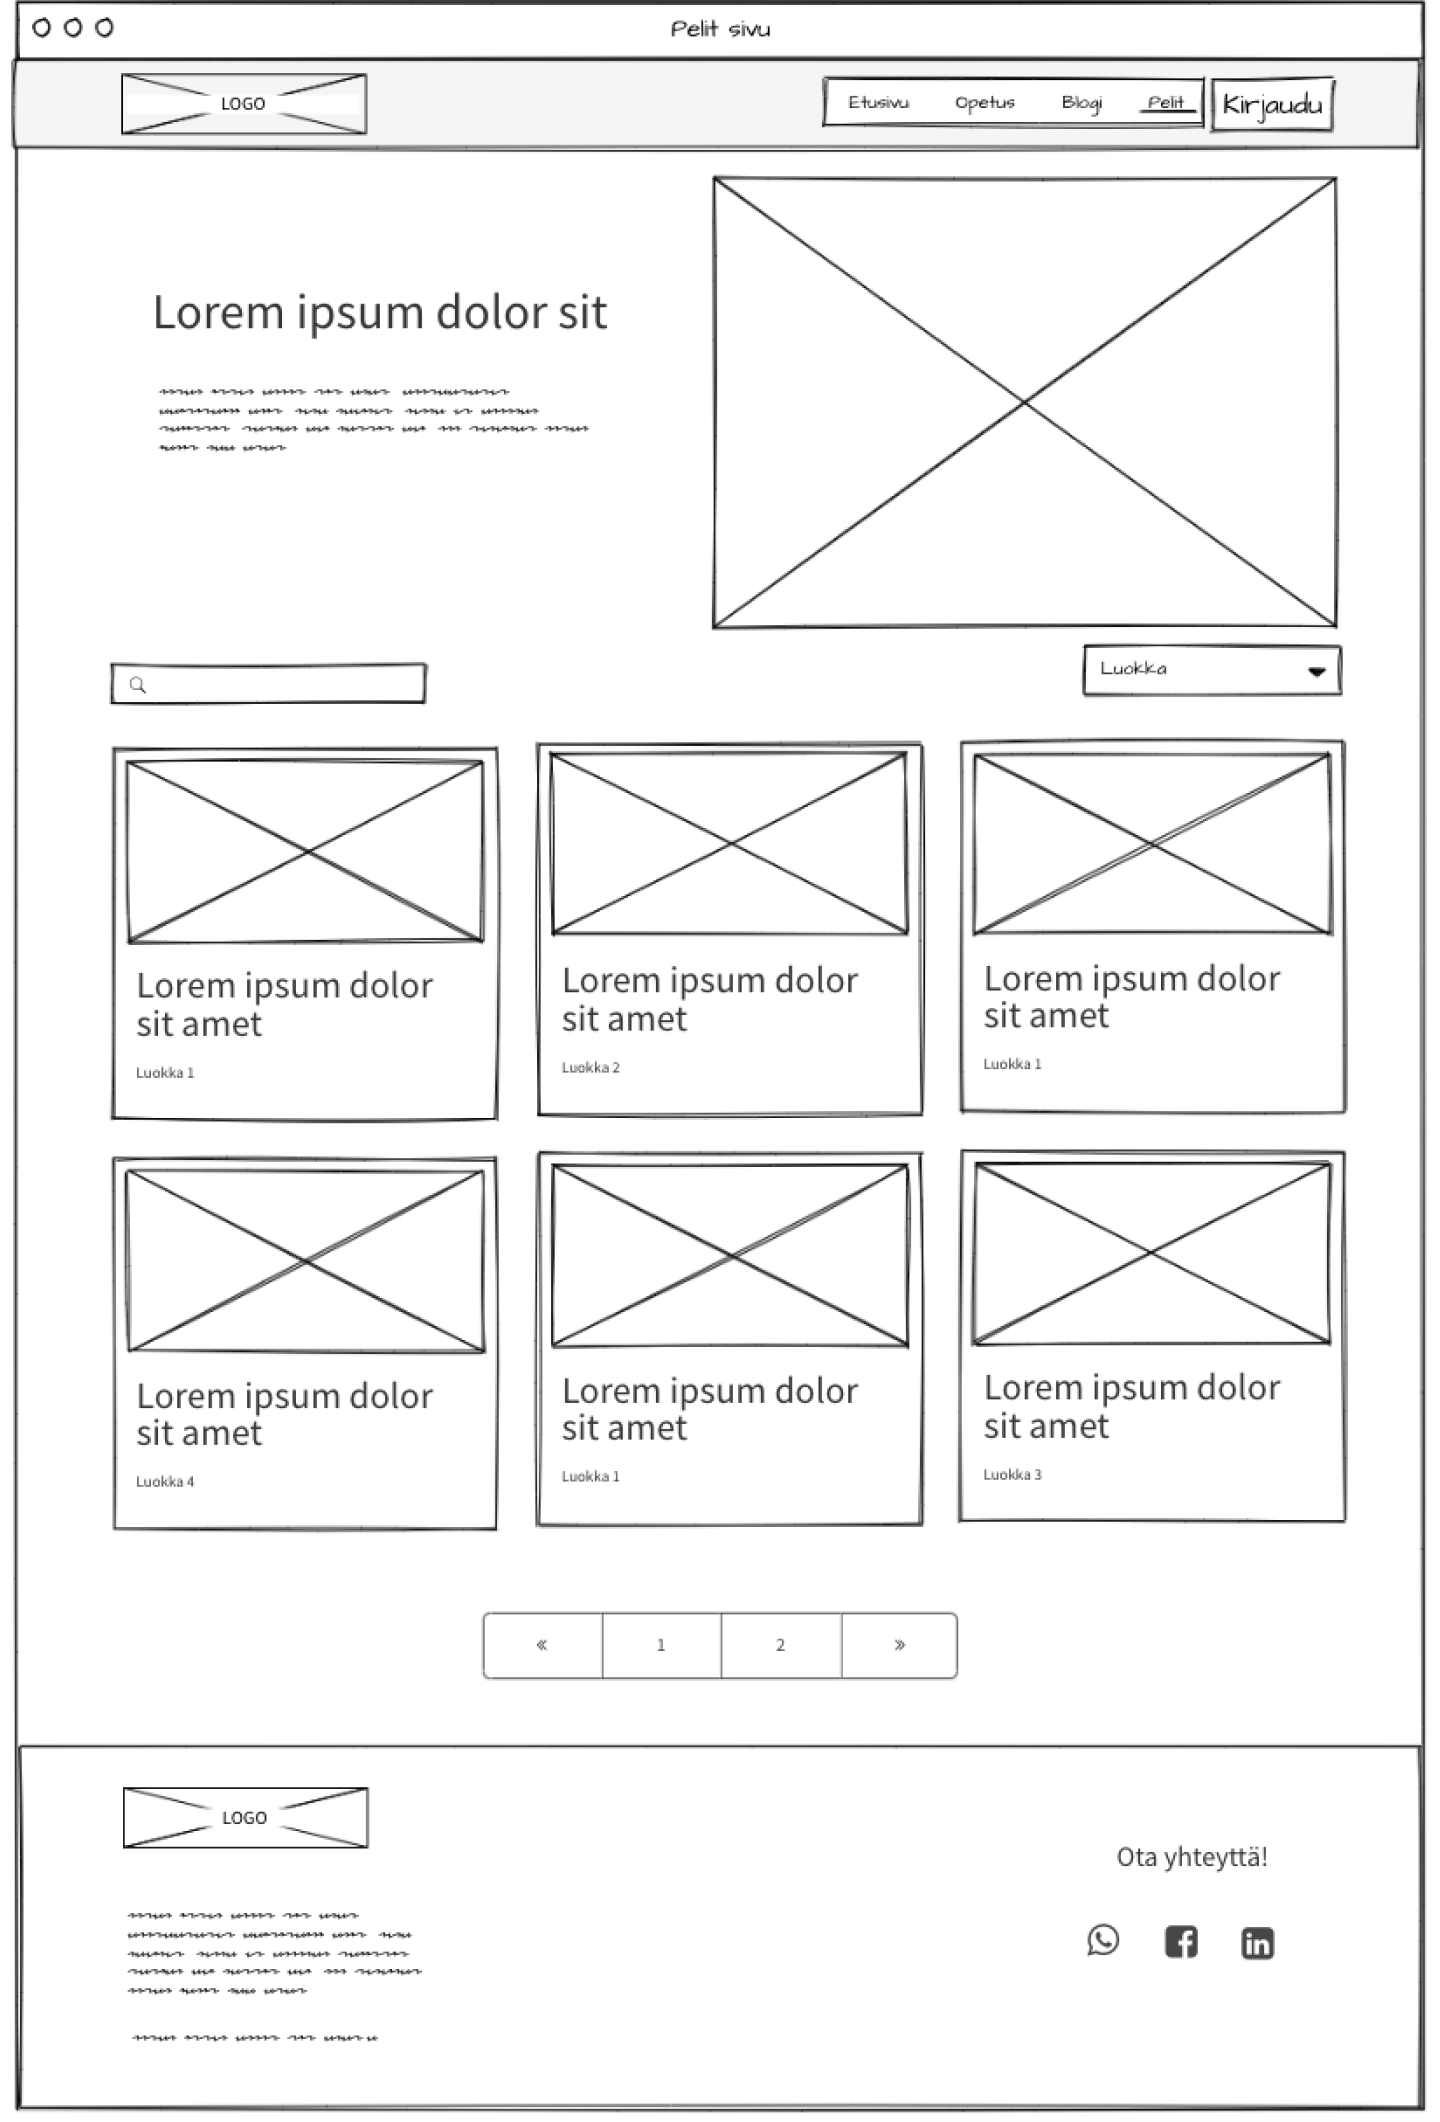 Pelit sivu
LOGO
Etusivu Opetus Blogi Pelit Kirjaudu
Lorem ipsum dolor sit
Luokka
Lorem ipsum dolor
sit amet
Luokka 1
Lorem ipsum dolor
sit amet
Luokka 2
Lorem ipsum dolor
sit amet
Luokka 1
Lorem ipsum dolor
sit amet
Luokka 4
Lorem ipsum dolor
sit amet
Luokka 1
Lorem ipsum dolor
sit amet
Luokka 3
« 1 2 »
LOGO
Ota yhteyttä!